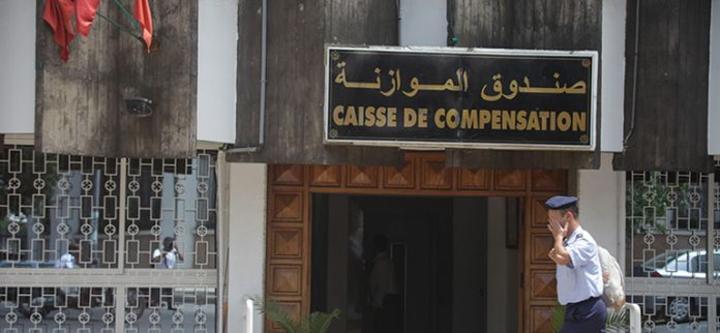 صندوق الموازنة
CAISSE DE COMPENSATION